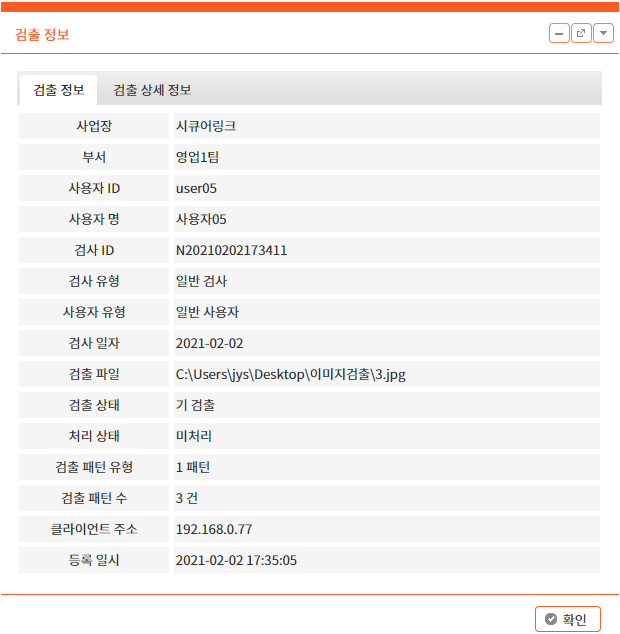 검출 정보
검출 정보 검출 상세 정보
사업장 시큐어링크
부서 영업1팀
사용자 ID user05
사용자 명 사용자05
검사 ID N20210202173411
검사 유형 일반 검사
사용자 유형 일반 사용자
검사 일자 2021-02-02
검출 파일 C:\Users\jys\Desktop\이미지검출\3.jpg
검출 상태 기 검출
처리 상태 미처리
검출 패턴 유형 1 패턴
검출 패턴 수 3 건
클라이언트 주소 192.168.0.77
등록 일시 2021-02-02 17:35:05
확인